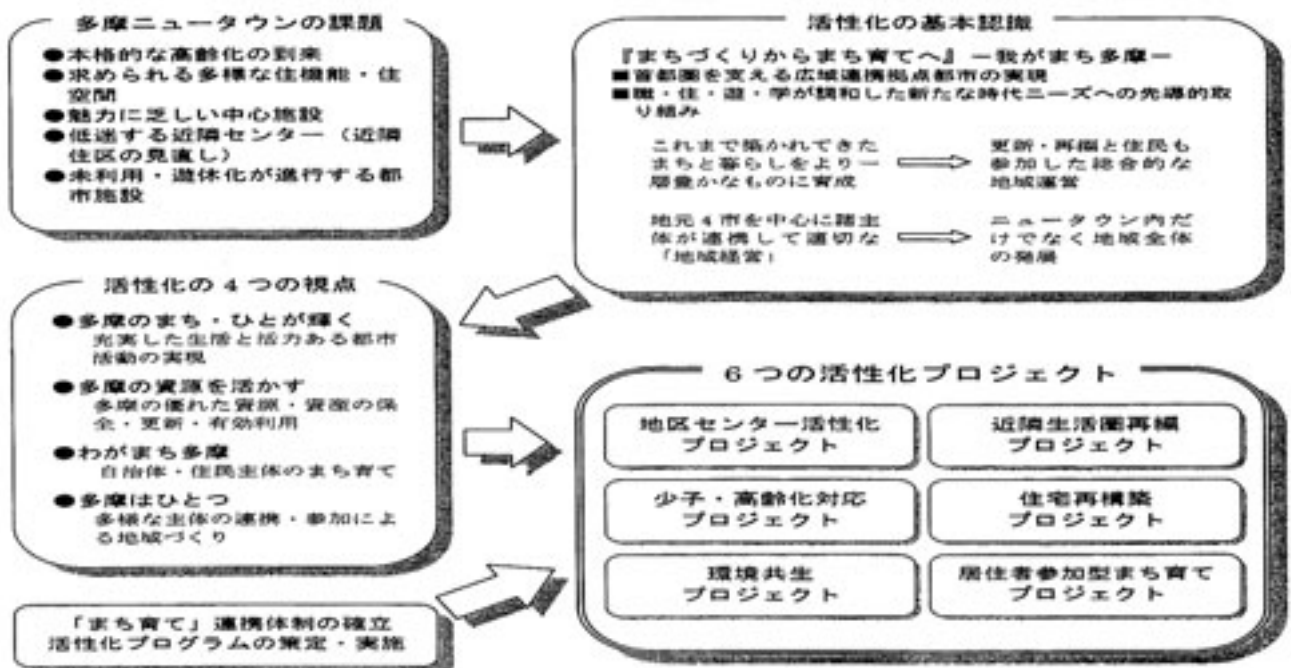 多摩ニュータウンの課題
●本格的な高齢化の到来
●求められる多様な住機能・住
空間
●魅力に乏しい中心施設
●低迷する近隣センター（近隣
住区の見直し）
●未利用・遊休化が進行する都
市施設
活性化の基本認識
『まちづくりからまち育てへ』－我がまち多摩－
■首都圏を支える広域連携拠点都市の実現
■職・住・遊・学が調和した新たな時代ニーズへの先導的取
り組み
これまで築かれてきた
まちと暮らしをより一
層豊かなものに育成
更新・再編と住民も
参加した総合的な
地域運営
地元4市を中心に諸主
体が連携して適切な
「地域経営」
ニュータウン内だ
けでなく地域全体
の発展
活性化の4つの視点
●多摩のまち・ひとが輝く
充実した生活と活力ある都市
活動の実現
●多摩の資源を活かす
多摩の優れた資源・資産の保
全・更新・有効利用
●わがまち多摩
自治体・住民主体のまち育て
●多摩はひとつ
多様な主体の連携・参加によ
る地域づくり
「まち育て」連携体制の確立
活性化プログラムの策定・実施
6つの活性化プロジェクト
地区センター活性化
プロジェクト
近隣生活圏再編
プロジェクト
少子・高齢化対応
プロジェクト
住宅再構築
プロジェクト
環境共生
プロジェクト
居住者参加型まち育て
プロジェクト